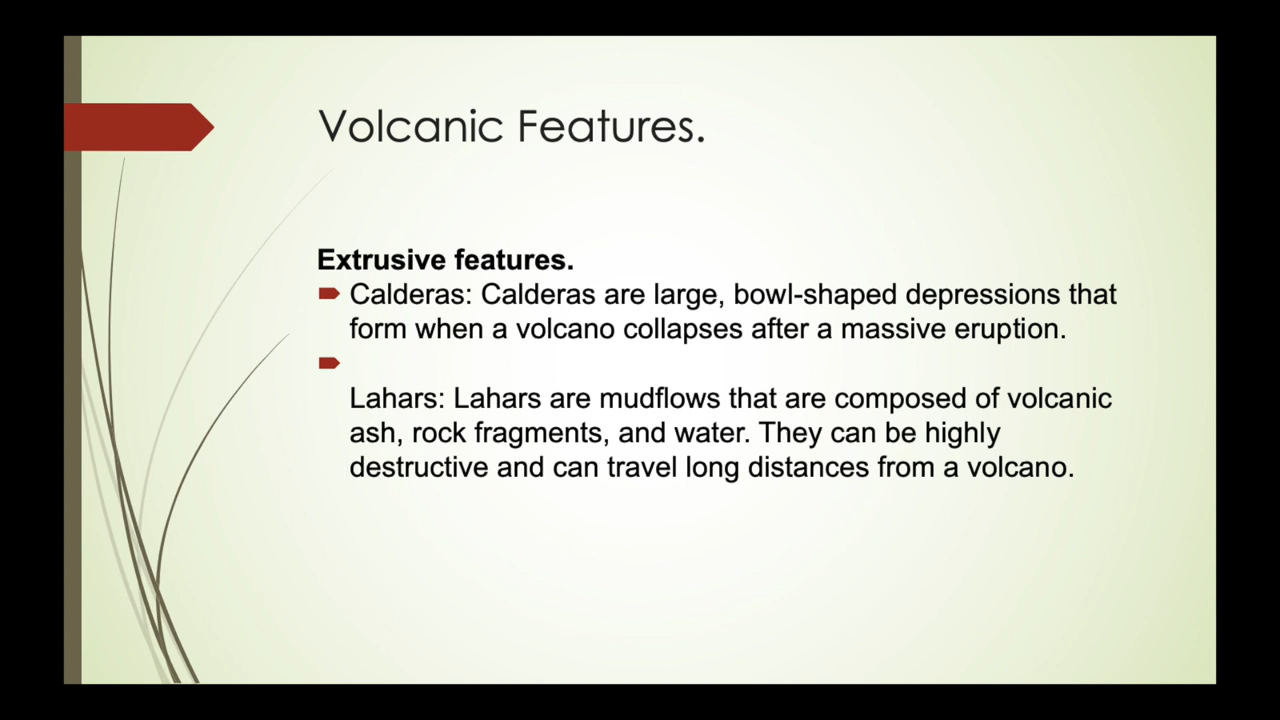 Volcanic Features.
Extrusive features.
Calderas: Calderas are large, bowl-shaped depressions that
form when a volcano collapses after a massive eruption.
Lahars: Lahars are mudflows that are composed of volcanic
ash, rock fragments, and water. They can be highly
destructive and can travel long distances from a volcano.